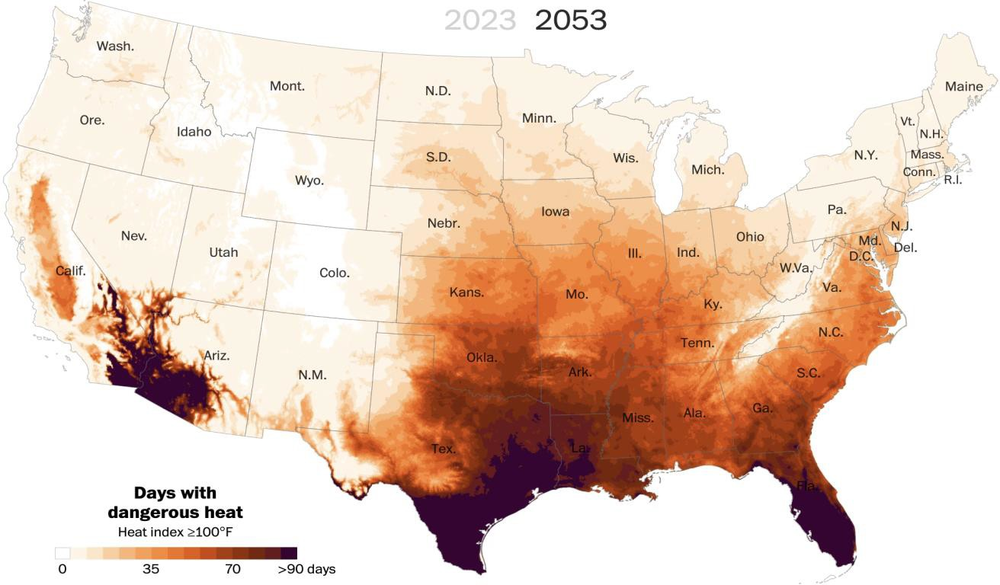 2023 2053
Wash.
Mont.
N.D.
Minn.
Maine
Ore.
Idaho
Vt.
N.H.
Wyo.
S.D.
Wis.
Mich.
N.Y.
Mass.
Conn.
R.I.
Nev.
Utah
Colo.
Nebr.
Iowa
Ill.
Ind.
Ohio
Pa.
N.J.
Md.
Del.
D.C.
W.Va.
Va.
Calif.
Kans.
Mo.
Ky.
Ariz.
N.M.
Okla.
Ark.
Tenn.
N.C.
S.C.
Tex.
La.
Miss.
Ala.
Ga.
Fla.
Days with
dangerous heat
Heat index ≥100°F
0 35 70 >90 days